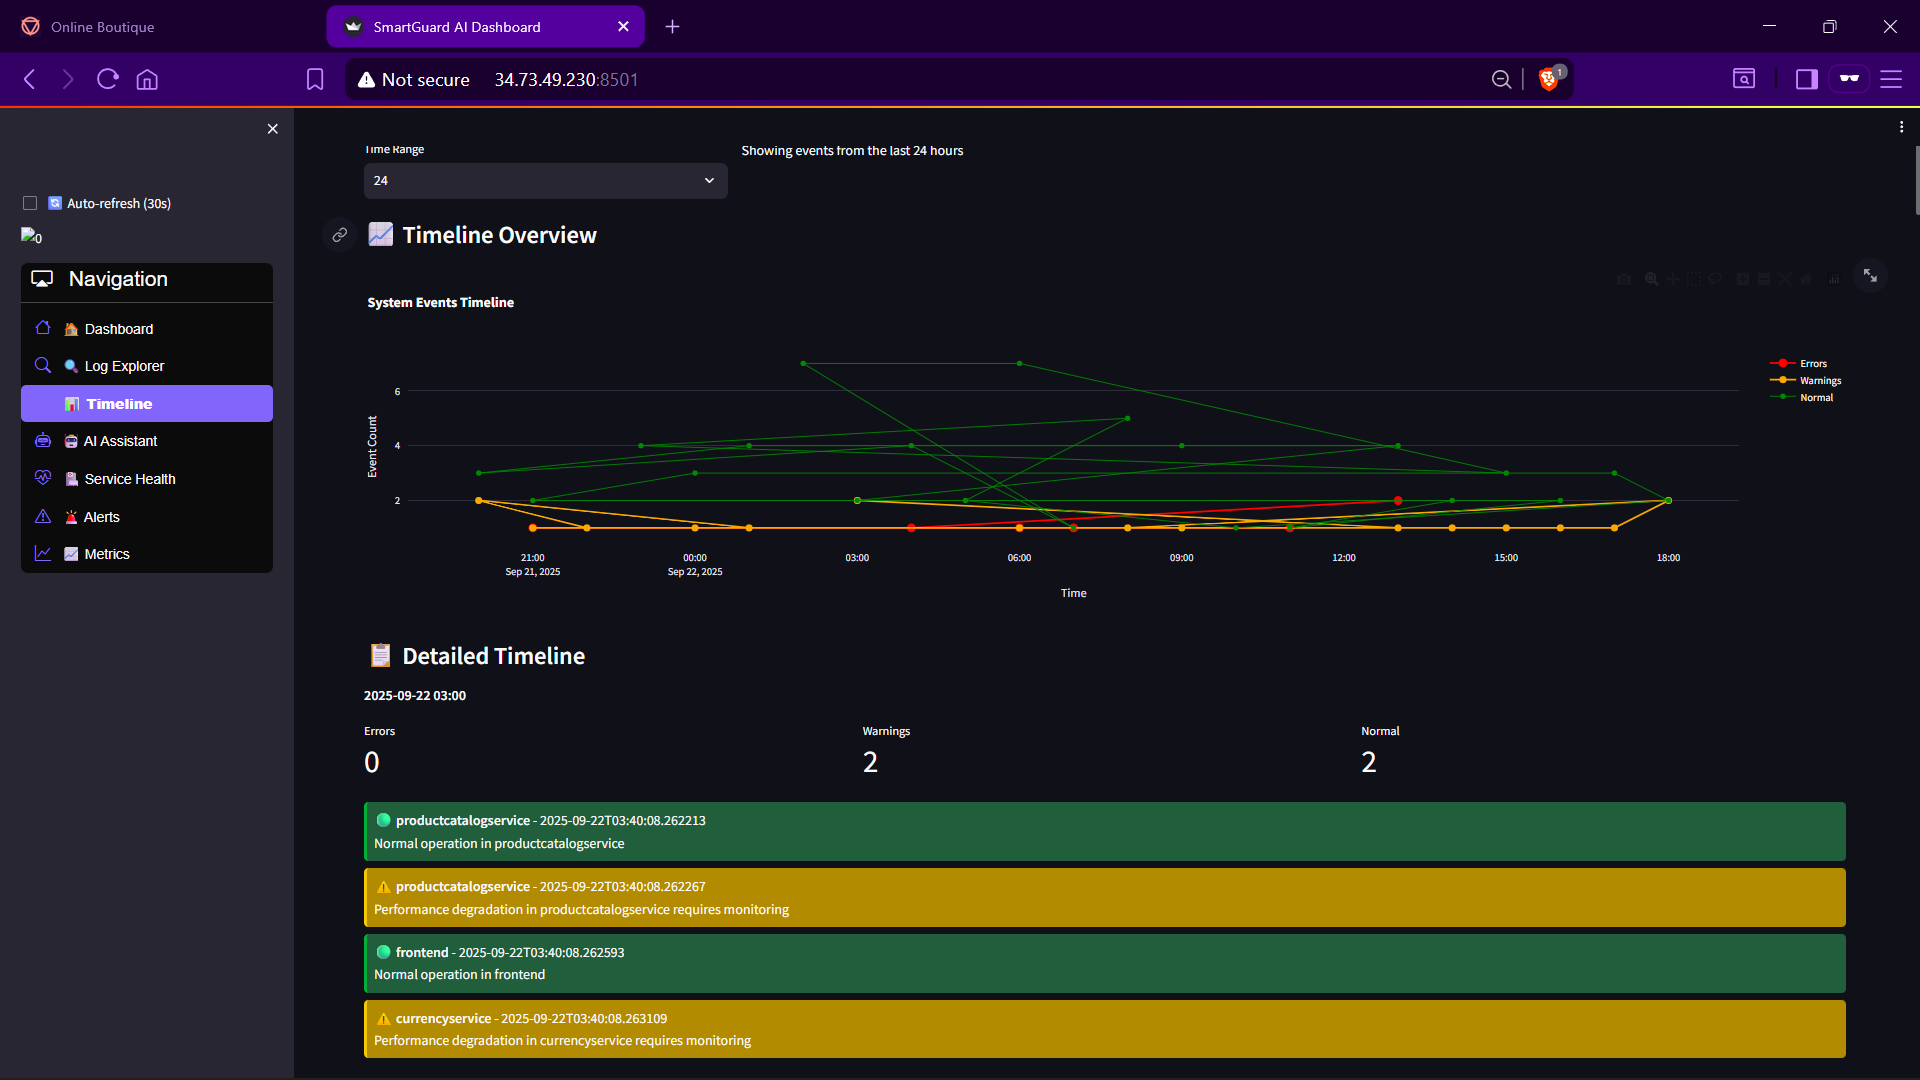 Online Boutique
SmartGuard AI Dashboard
Not secure 34.73.49.230:8501
1
Auto-refresh (30s)
0
Navigation
Dashboard
Log Explorer
Timeline
AI Assistant
Service Health
Alerts
Metrics
Time Range
24
Showing events from the last 24 hours
Timeline Overview
System Events Timeline
Errors
Warnings
Normal
Event Count
6
4
2
21:00 00:00 03:00 06:00 09:00 12:00 15:00 18:00
Sep 21, 2025 Sep 22, 2025
Time
Detailed Timeline
2025-09-22 03:00
Errors Warnings Normal
0 2 2
productcatalogservice - 2025-09-22T03:40:08.262213
Normal operation in productcatalogservice
productcatalogservice - 2025-09-22T03:40:08.262267
Performance degradation in productcatalogservice requires monitoring
frontend - 2025-09-22T03:40:08.262593
Normal operation in frontend
currencyservice - 2025-09-22T03:40:08.263109
Performance degradation in currencyservice requires monitoring